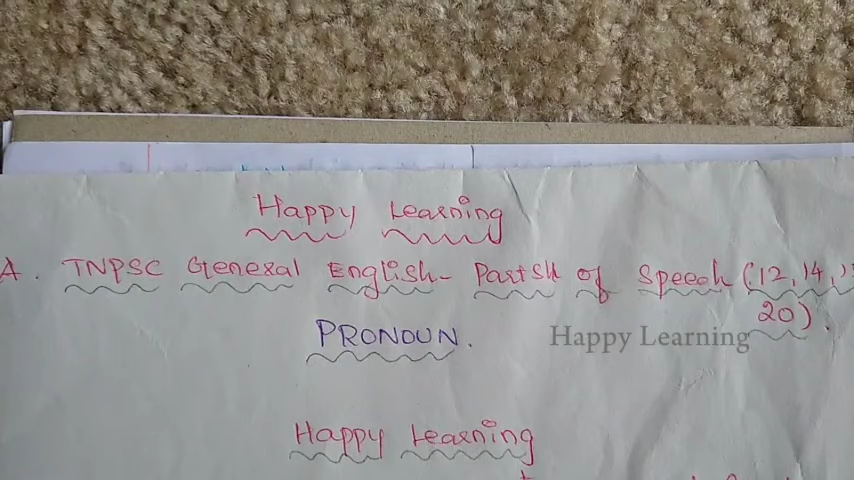 Happy Learning
A. TNPSC General English- Parts of Speech (12, 14,
20).
PRONOUN.
Happy Learning
Happy Learning